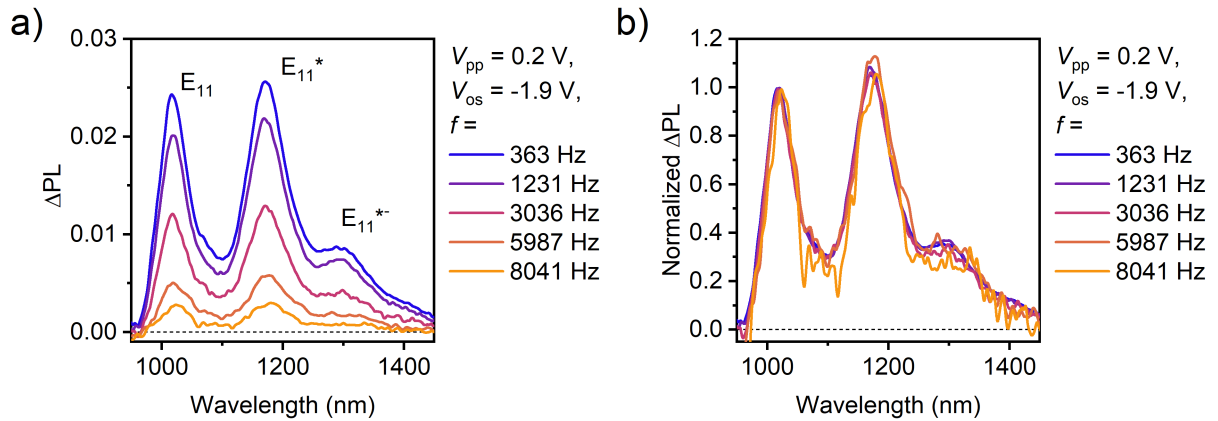 a)
ΔPL
0.03
0.02
0.01
0.00
E11
E11*
E11*-
1000
1200
1400
Wavelength (nm)
Vpp = 0.2 V,
Vos = -1.9 V,
f =
363 Hz
1231 Hz
3036 Hz
5987 Hz
8041 Hz
b)
Normalized ΔPL
1.2
1.0
0.8
0.6
0.4
0.2
0.0
1000
1200
1400
Wavelength (nm)
Vpp = 0.2 V,
Vos = -1.9 V,
f =
363 Hz
1231 Hz
3036 Hz
5987 Hz
8041 Hz